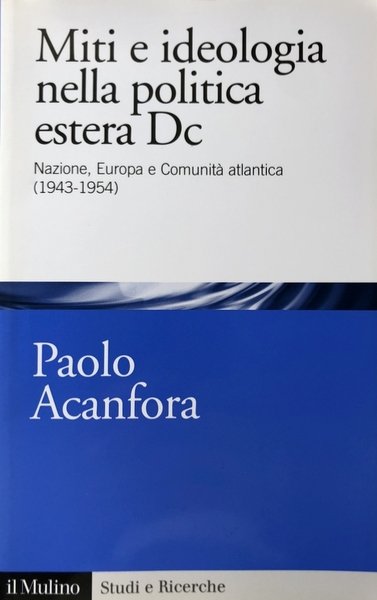 Miti e ideologia
nella politica
estera Dc
Nazione, Europa e Comunità atlantica
(1943-1954)
Paolo
Acanfora
il Mulino Studi e Ricerche